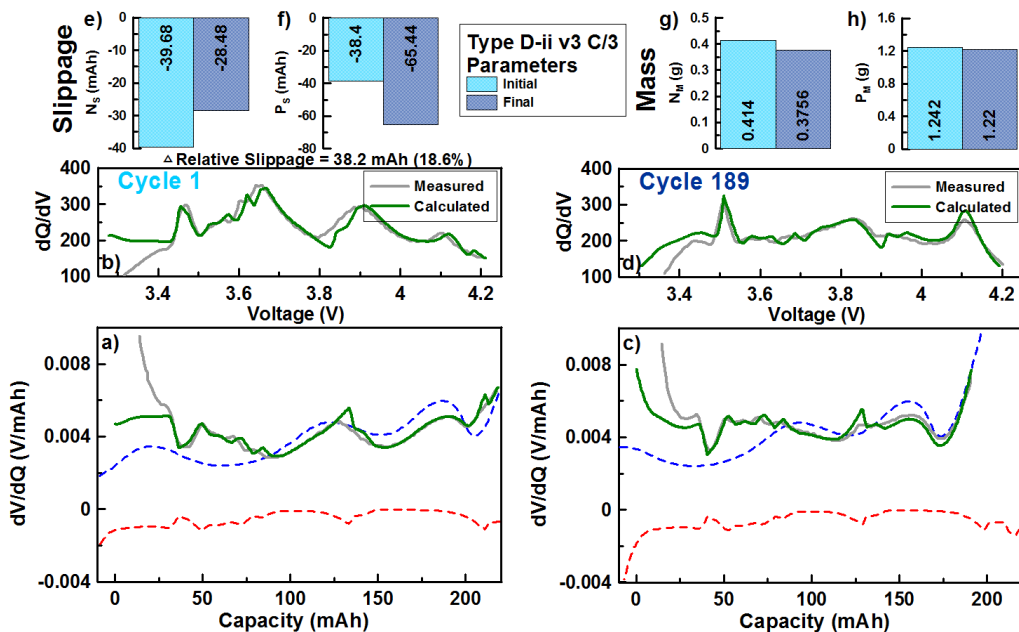 e)
Slippage
N_S (mAh)
0
-10
-20
-30
-40
-39.68
-28.48
f)
P_S (mAh)
0
-20
-40
-60
-80
-38.4
-65.44
Type D-ii v3 C/3
Parameters
Initial
Final
g)
Mass
N_M (g)
0.5
0.4
0.3
0.2
0.1
0.0
0.414
0.3756
h)
P_M (g)
1.6
1.2
0.8
0.4
0.0
1.242
1.22
△ Relative Slippage = 38.2 mAh (18.6%)
Cycle 1
Measured
Calculated
dQ/dV
400
300
200
100
b)
3.4 3.6 3.8 4 4.2
Voltage (V)
Cycle 189
Measured
Calculated
dQ/dV
400
300
200
100
d)
3.4 3.6 3.8 4 4.2
Voltage (V)
a)
dV/dQ (V/mAh)
0.008
0.004
0
-0.004
0 50 100 150 200
Capacity (mAh)
c)
dV/dQ (V/mAh)
0.008
0.004
0
-0.004
0 50 100 150 200
Capacity (mAh)